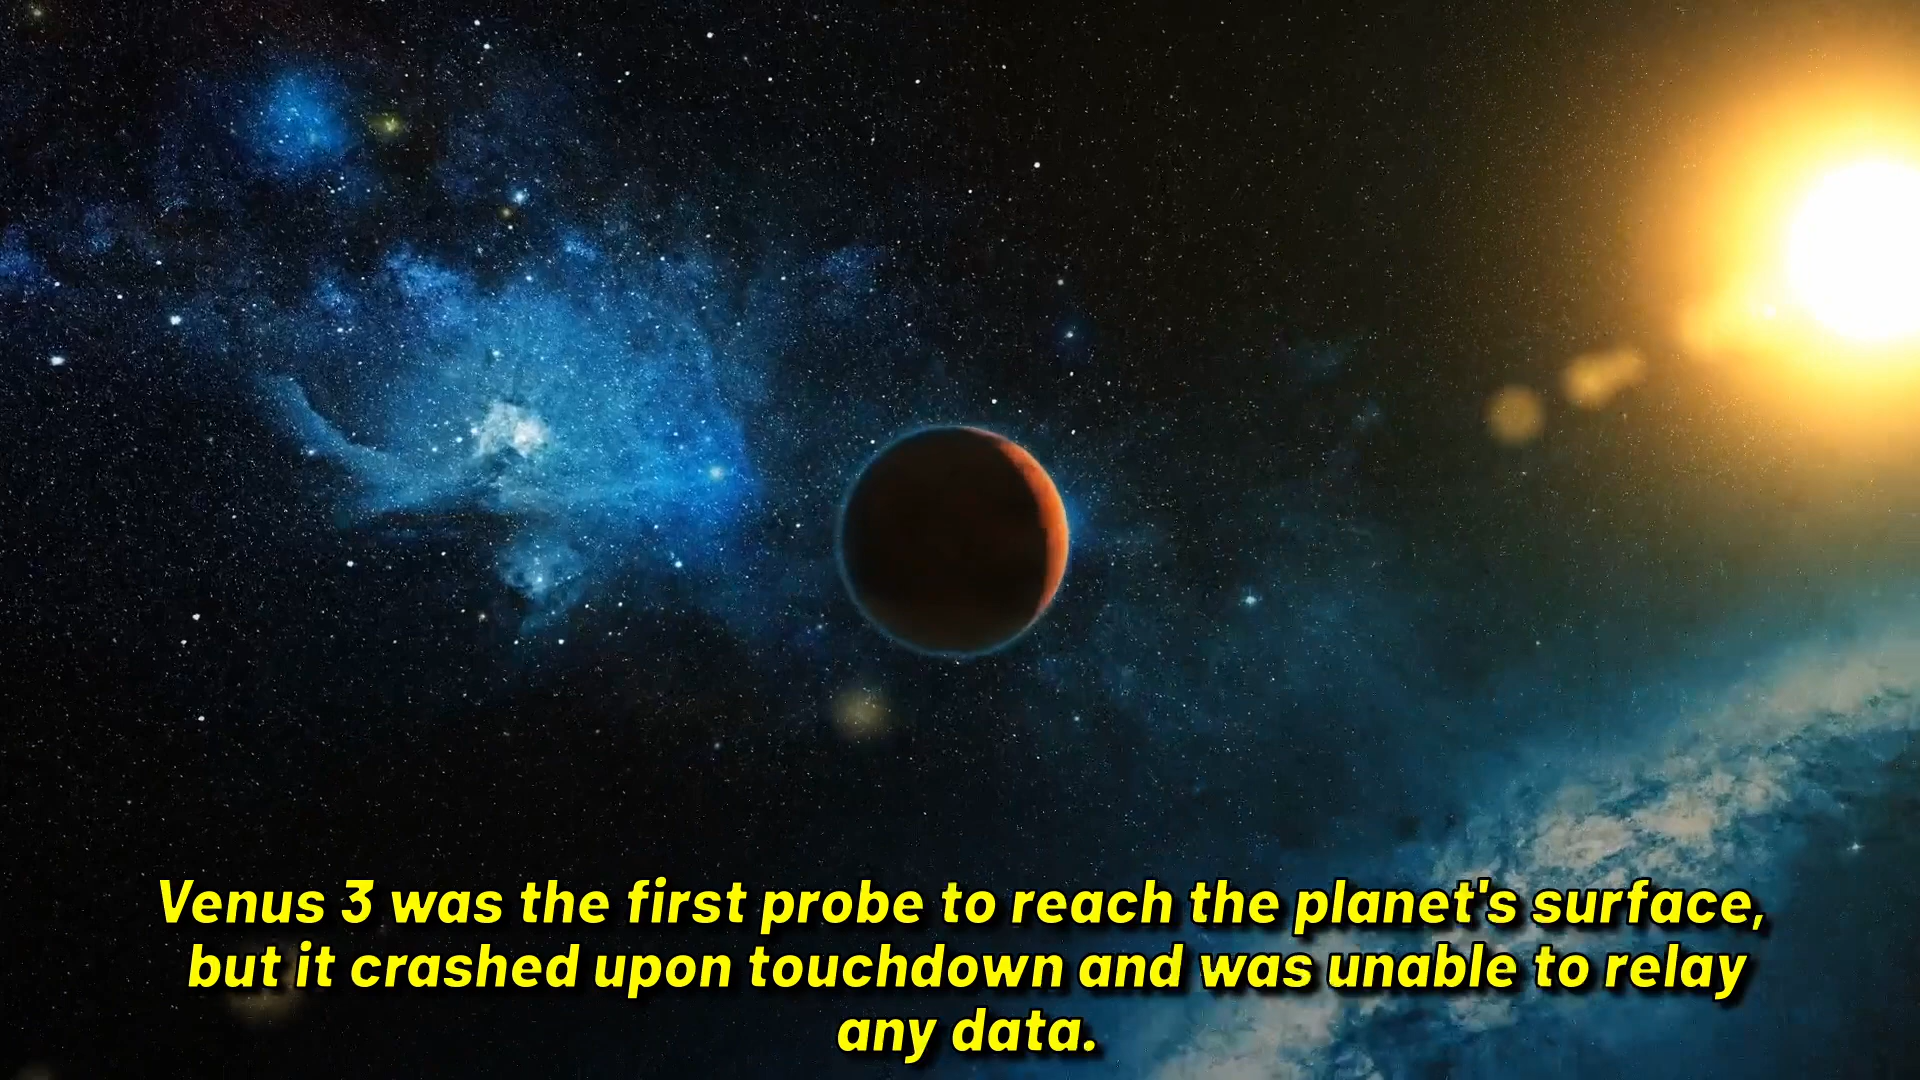 Venus 3 was the first probe to reach the planet's surface,
but it crashed upon touchdown and was unable to relay
any data.